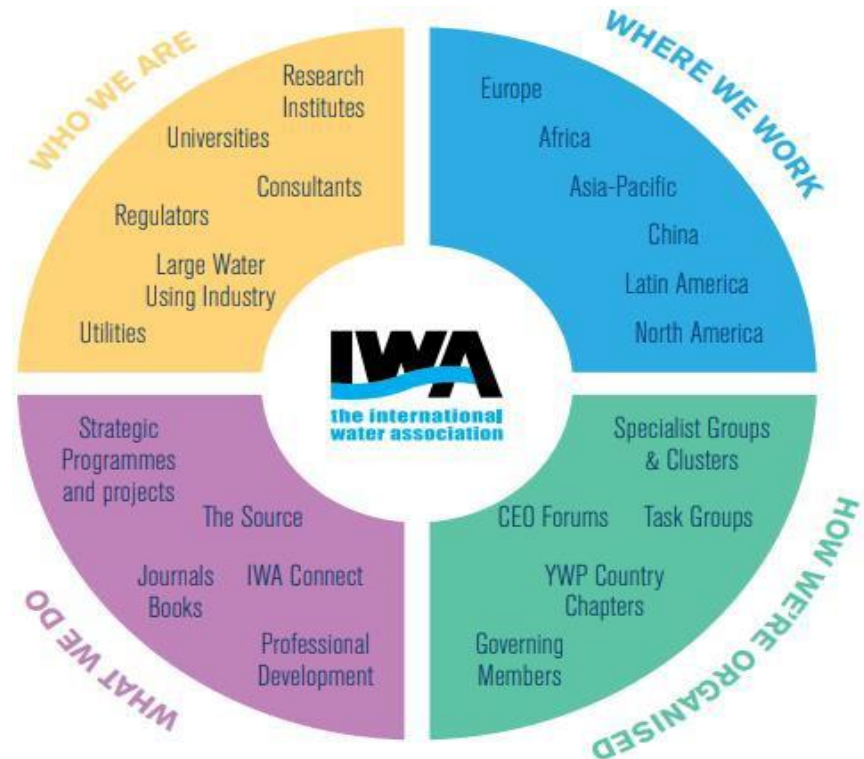 WHO WE ARE
Research
Institutes
Universities
Consultants
Regulators
Large Water
Using Industry
Utilities
WHERE WE WORK
Europe
Africa
Asia-Pacific
China
Latin America
North America
IWA
the international
water association
Strategic
Programmes
and projects
The Source
Journals
Books
IWA Connect
Professional
Development
WHAT WE DO
Specialist Groups
& Clusters
CEO Forums
Task Groups
YWP Country
Chapters
Governing
Members
HOW WE'RE ORGANISED